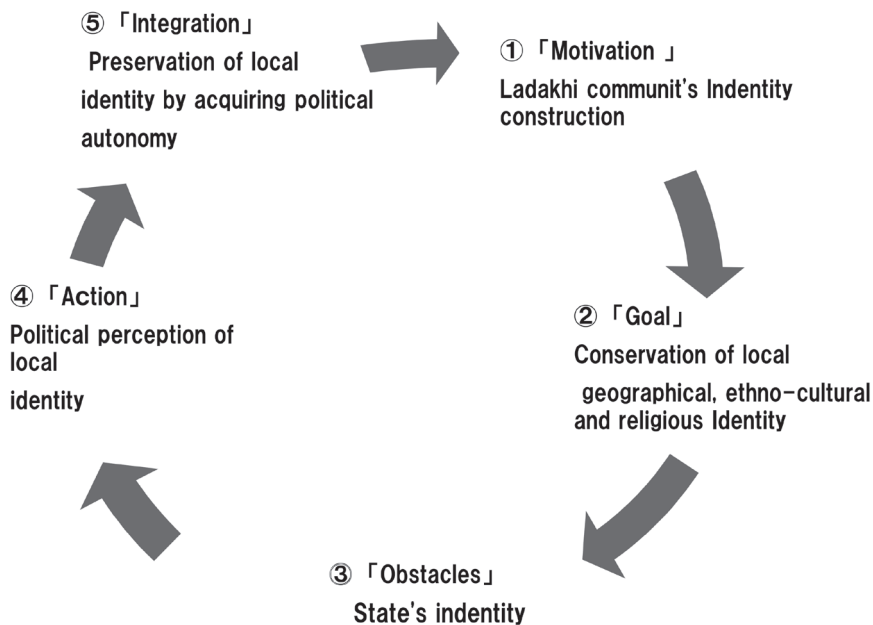 ① 「Motivation 」
Ladakhi communit's Indentity
construction
② 「Goal」
Conservation of local
geographical, ethno-cultural
and religious Identity
③ 「Obstacles」
State's indentity
④ 「Action」
Political perception of
local
identity
⑤ 「Integration」
Preservation of local
identity by acquiring political
autonomy